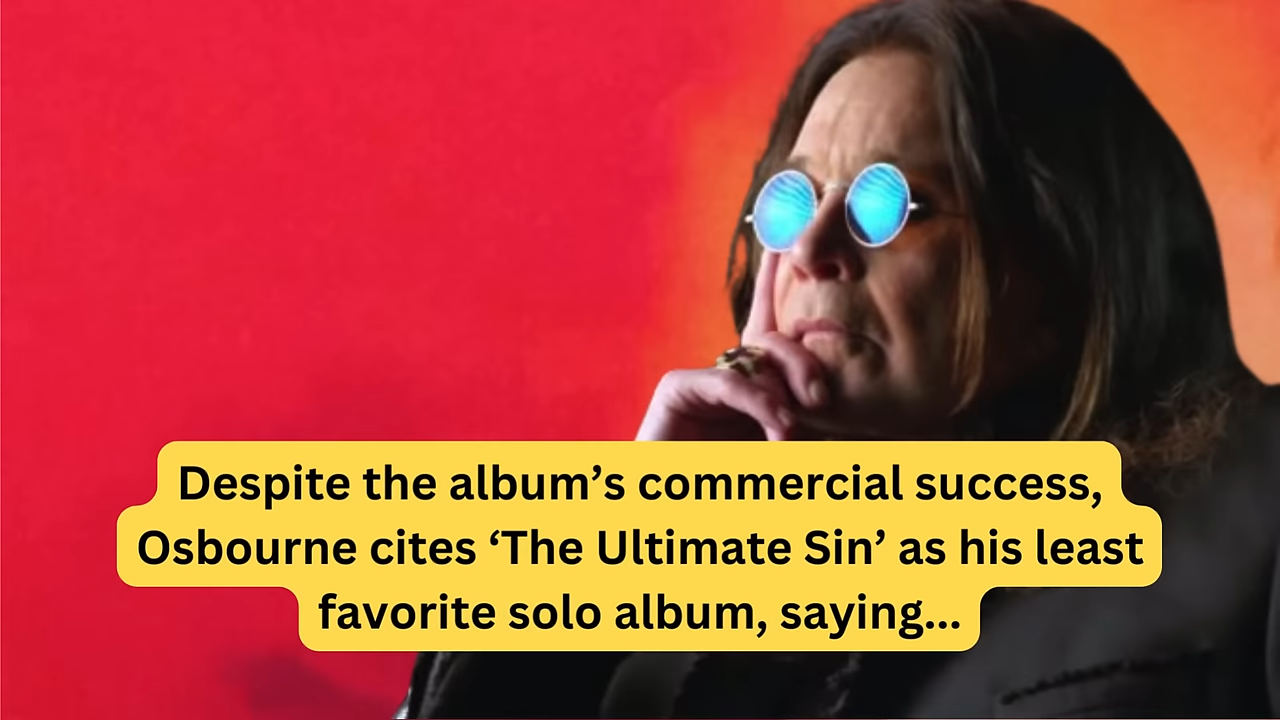 Despite the album’s commercial success,
Osbourne cites ‘The Ultimate Sin’ as his least
favorite solo album, saying...